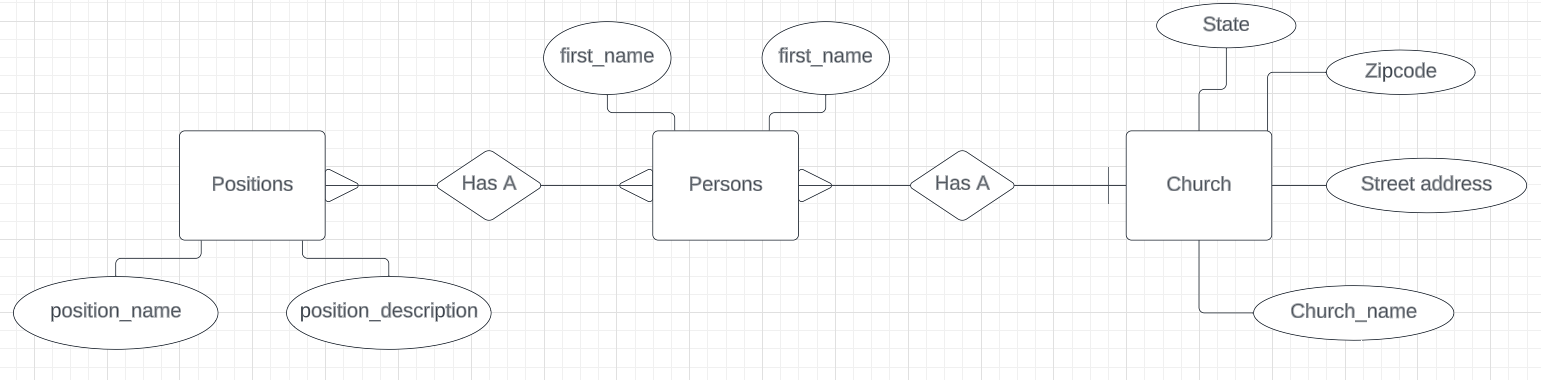 State
first_name
first_name
Zipcode
Positions
Has A
Persons
Has A
Church
Street address
position_name
position_description
Church_name